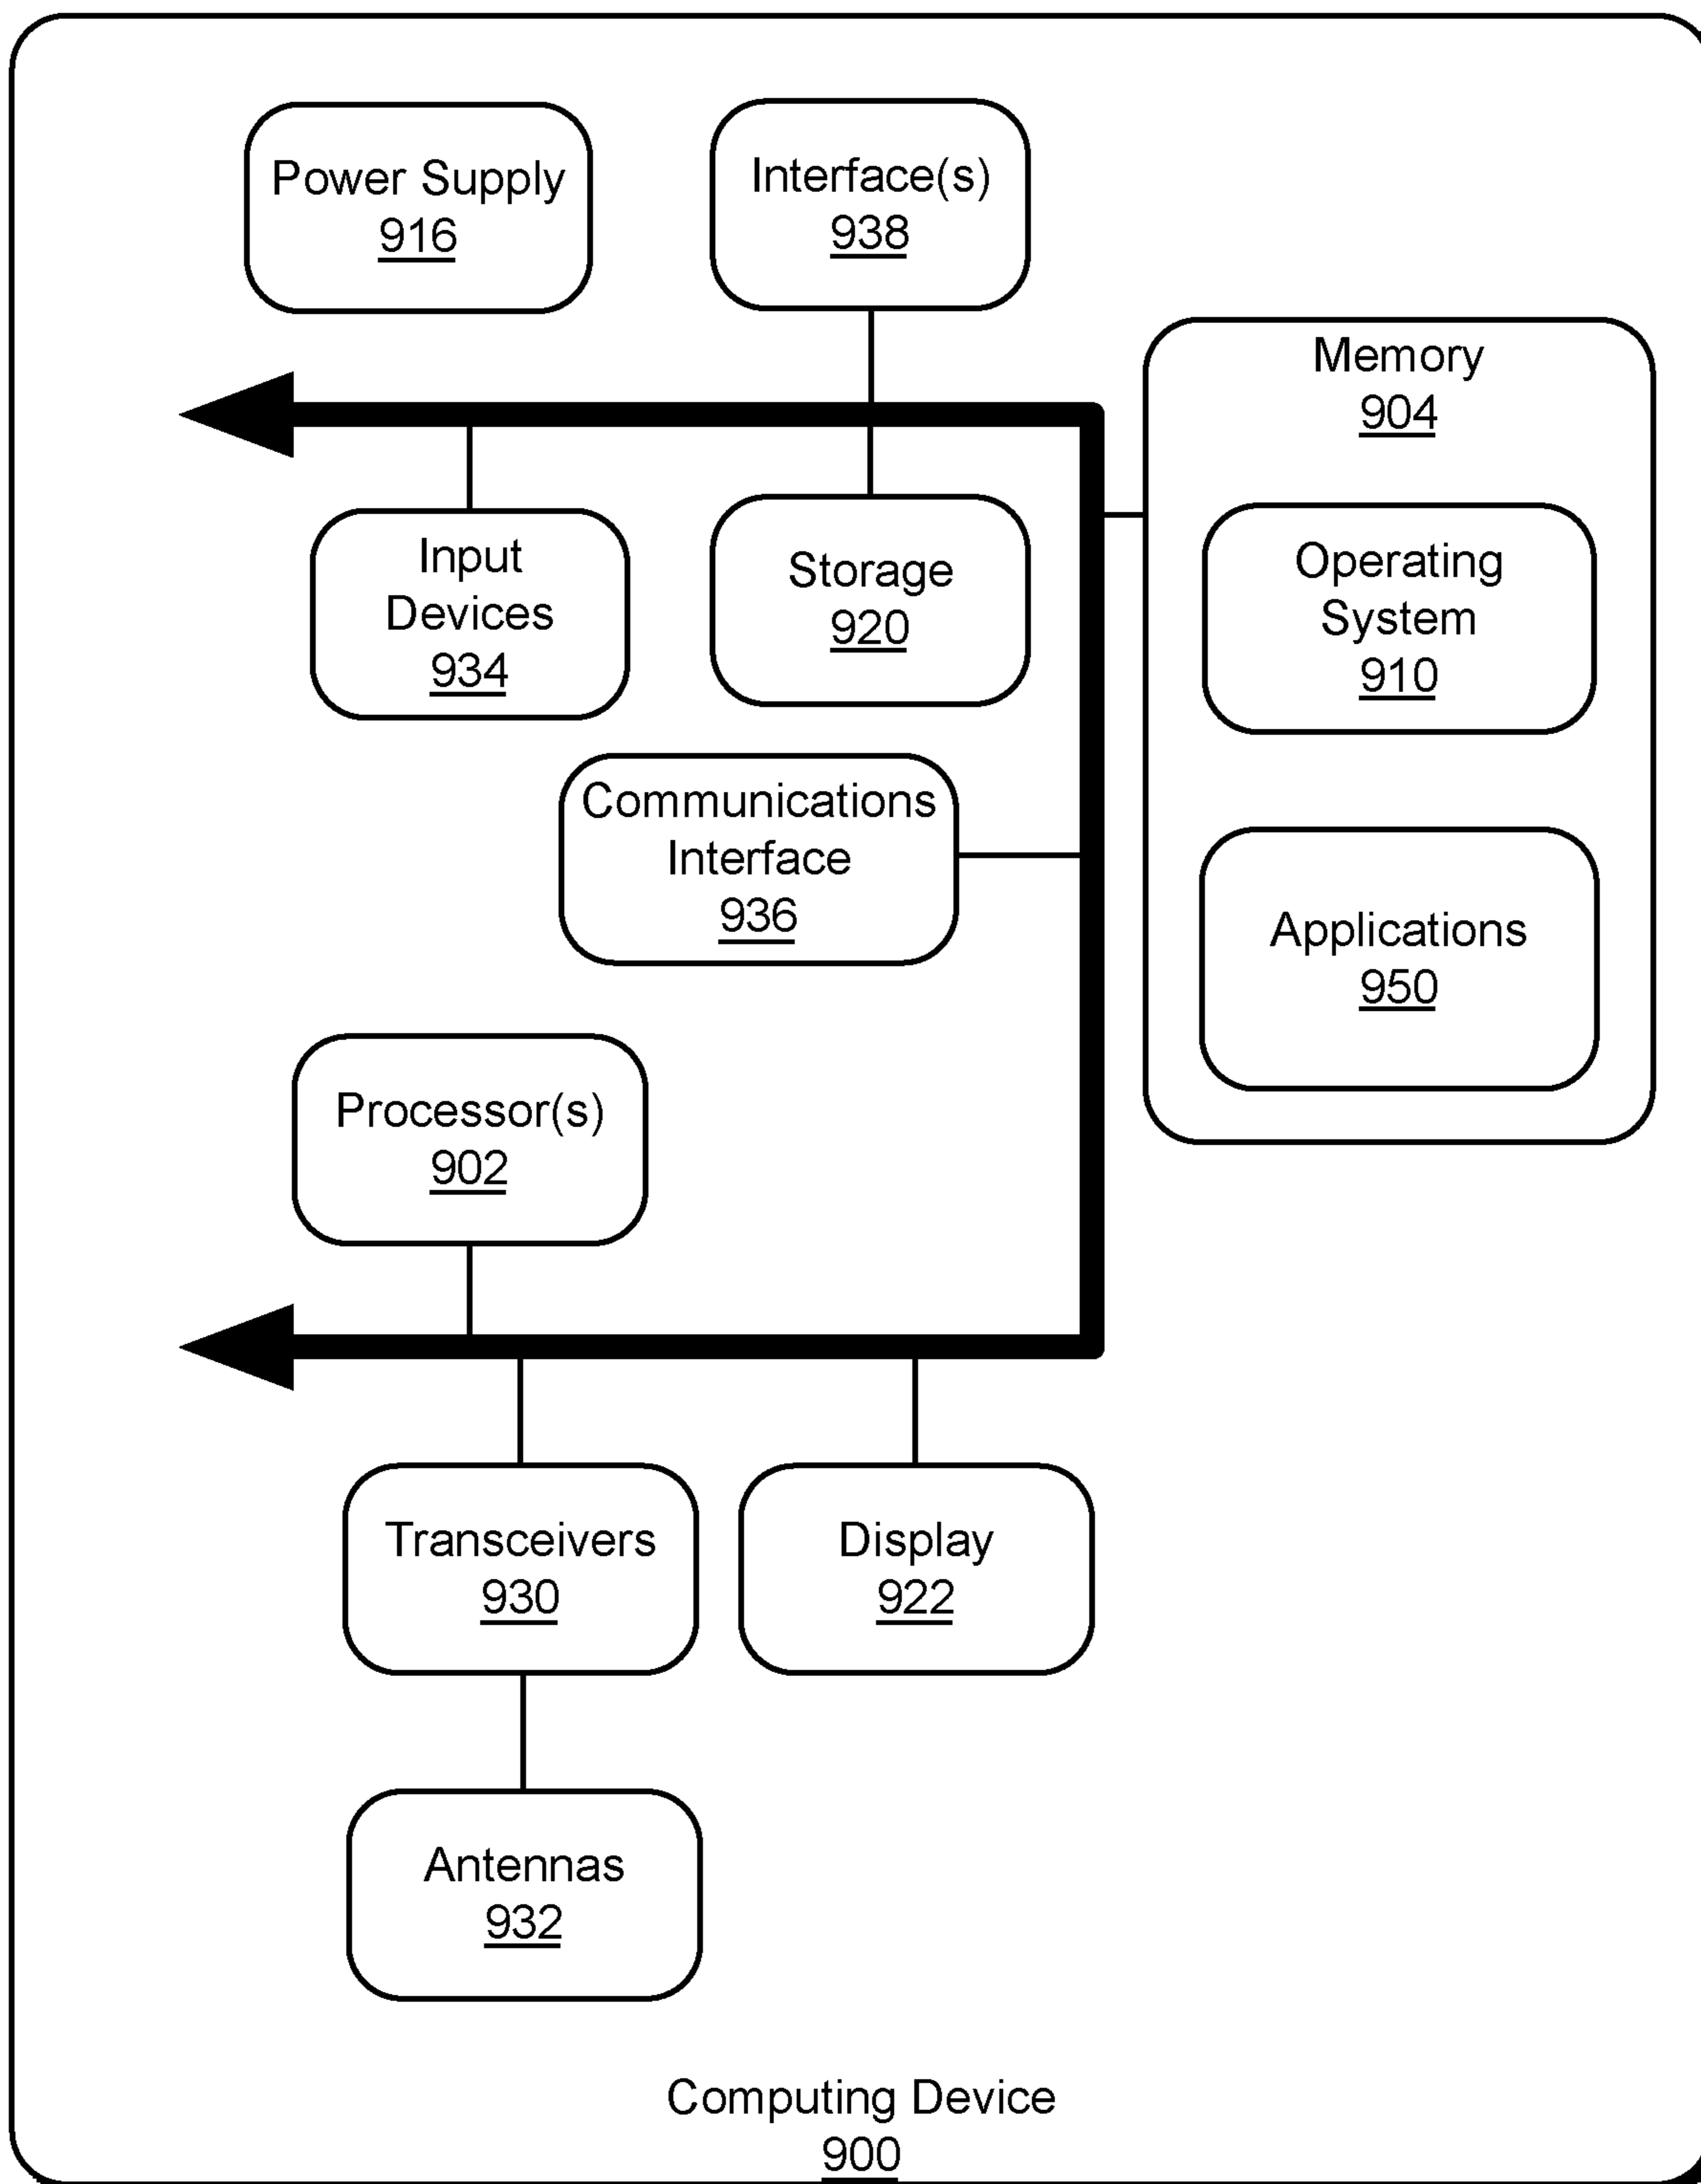 Power Supply
916
Interface(s)
938
Memory
904
Input
Devices
934
Storage
920
Operating
System
910
Communications
Interface
936
Applications
950
Processor(s)
902
Transceivers
930
Display
922
Antennas
932
Computing Device
900